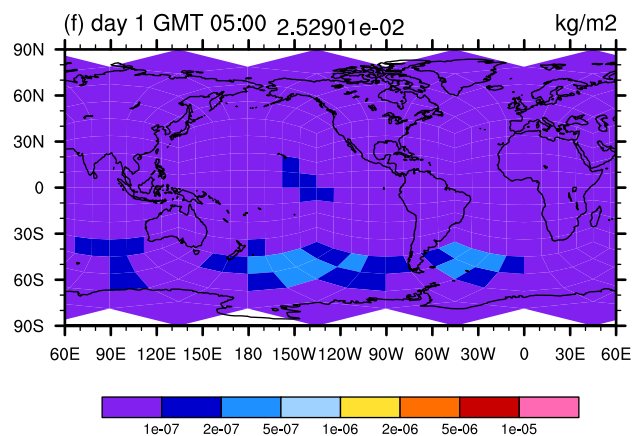 (f) day 1 GMT 05:00 2.52901e-02 kg/m2
90N
60N
30N
0
30S
60S
90S
60E 90E 120E 150E 180 150W 120W 90W 60W 30W 0 30E 60E
1e-07 2e-07 5e-07 1e-06 2e-06 5e-06 1e-05